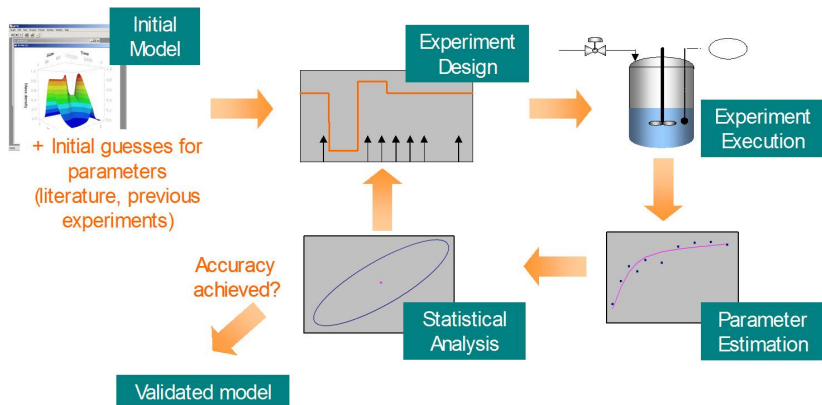 Initial
Model
+ Initial guesses for
parameters
(literature, previous
experiments)
Experiment
Design
Experiment
Execution
Parameter
Estimation
Statistical
Analysis
Accuracy
achieved?
Validated model